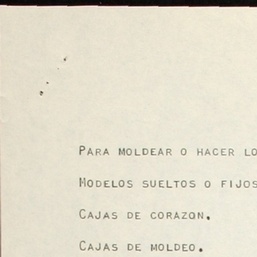 PARA MOLDEAR O HACER LO
MODELOS SUELTOS O FIJOS
CAJAS DE CORAZON.
CAJAS DE MOLDEO.